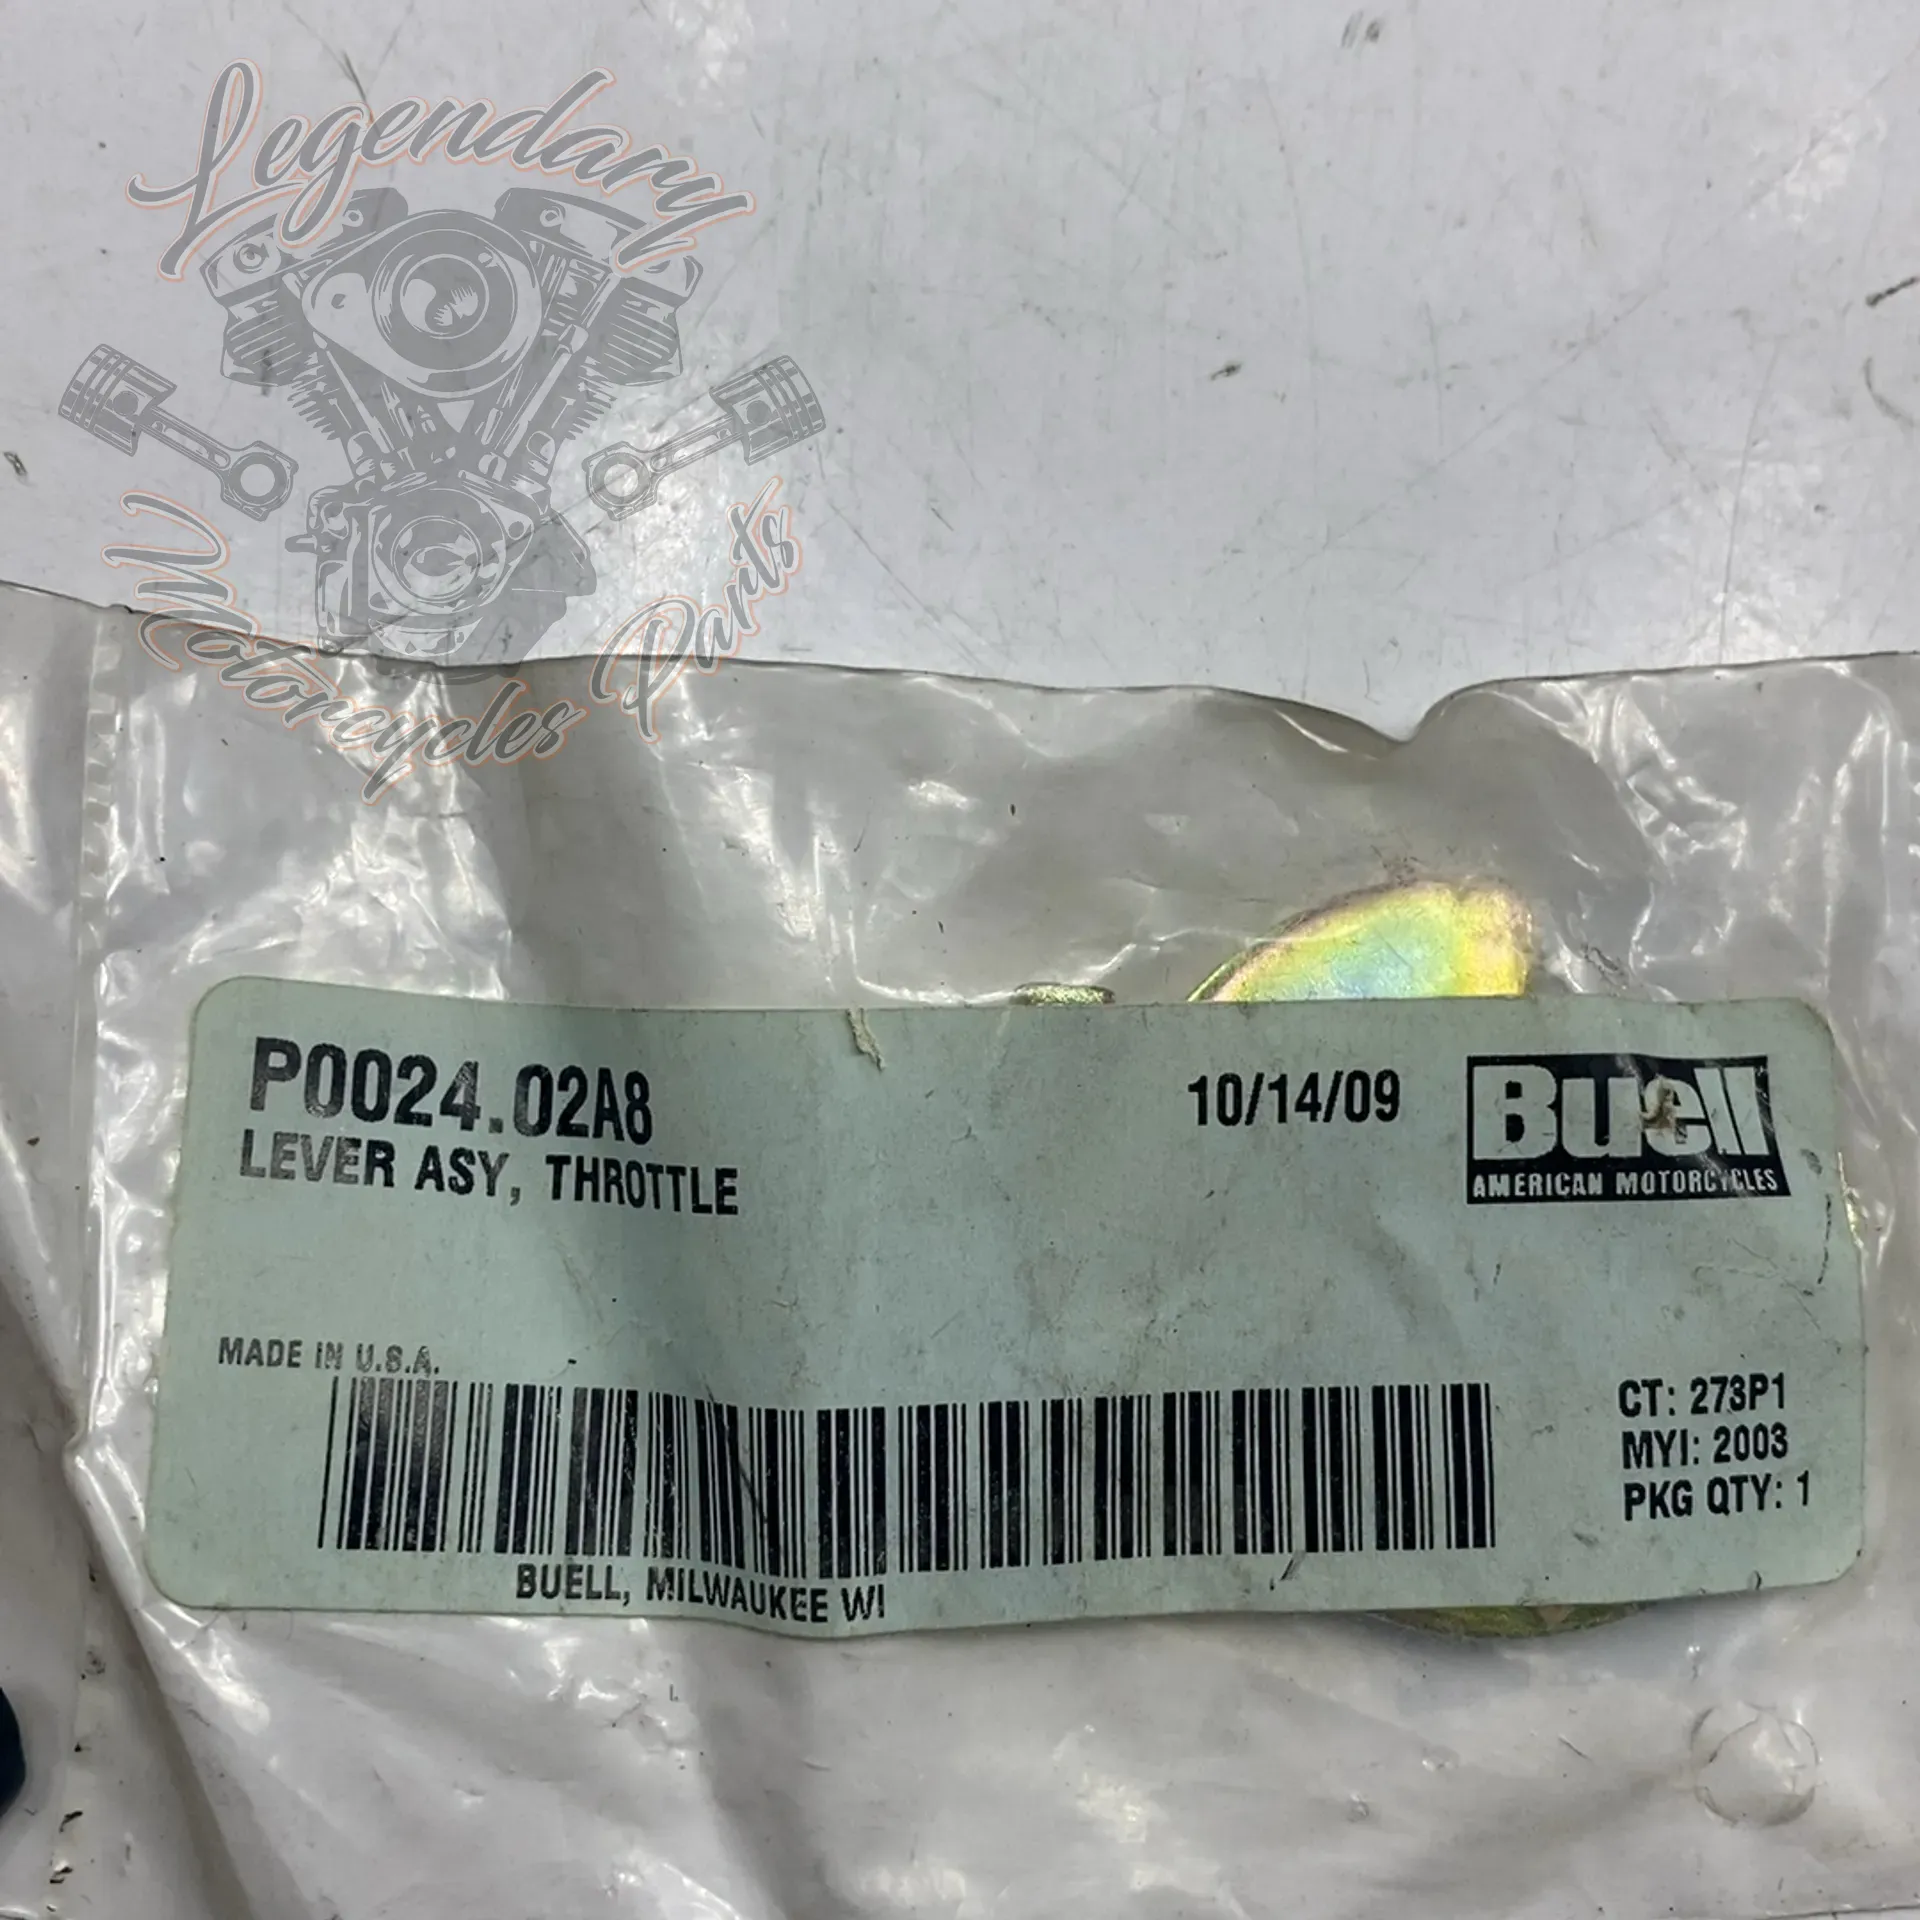 Legendary
Motorcycles Parts
P0024.02A8
LEVER ASY, THROTTLE
10/14/09
Buell
AMERICAN MOTORCYCLES
MADE IN U.S.A.
CT: 273P1
MYI: 2003
PKG QTY: 1
BUELL, MILWAUKEE WI